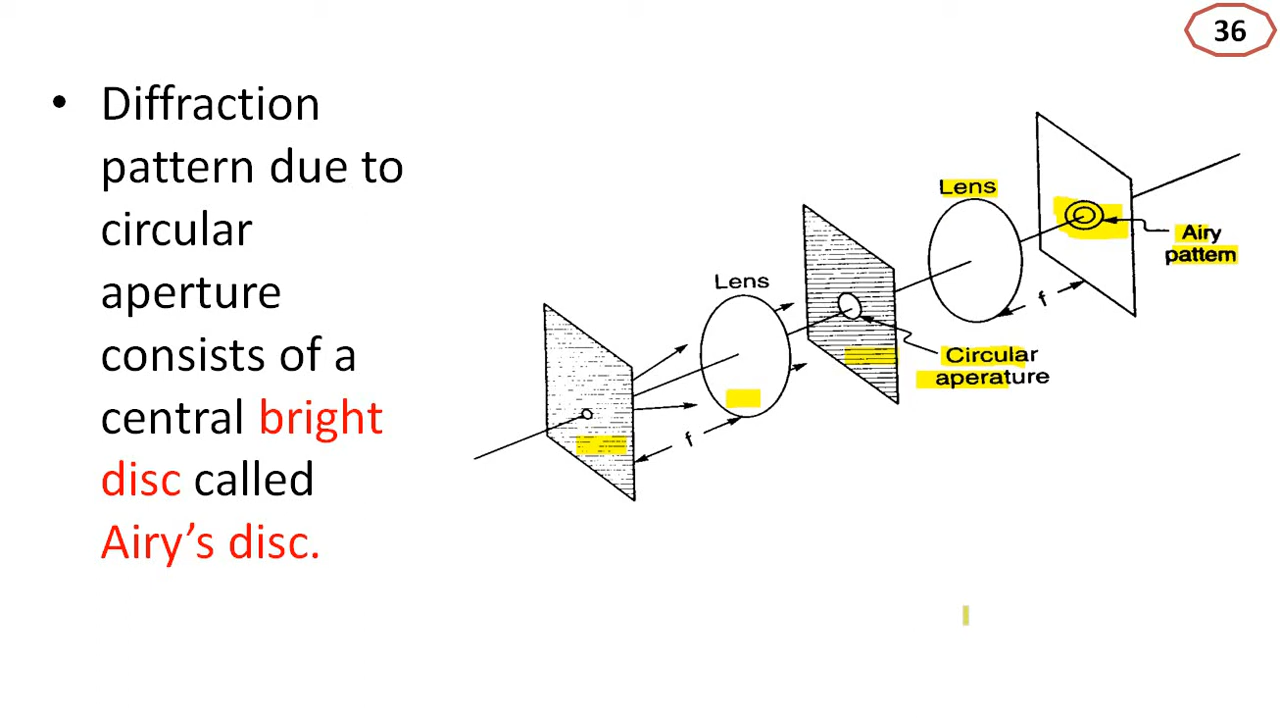 36
• Diffraction
pattern due to
circular
aperture
consists of a
central bright
disc called
Airy’s disc.
Lens
Airy
pattern
Lens
f
Circular
aperature
f